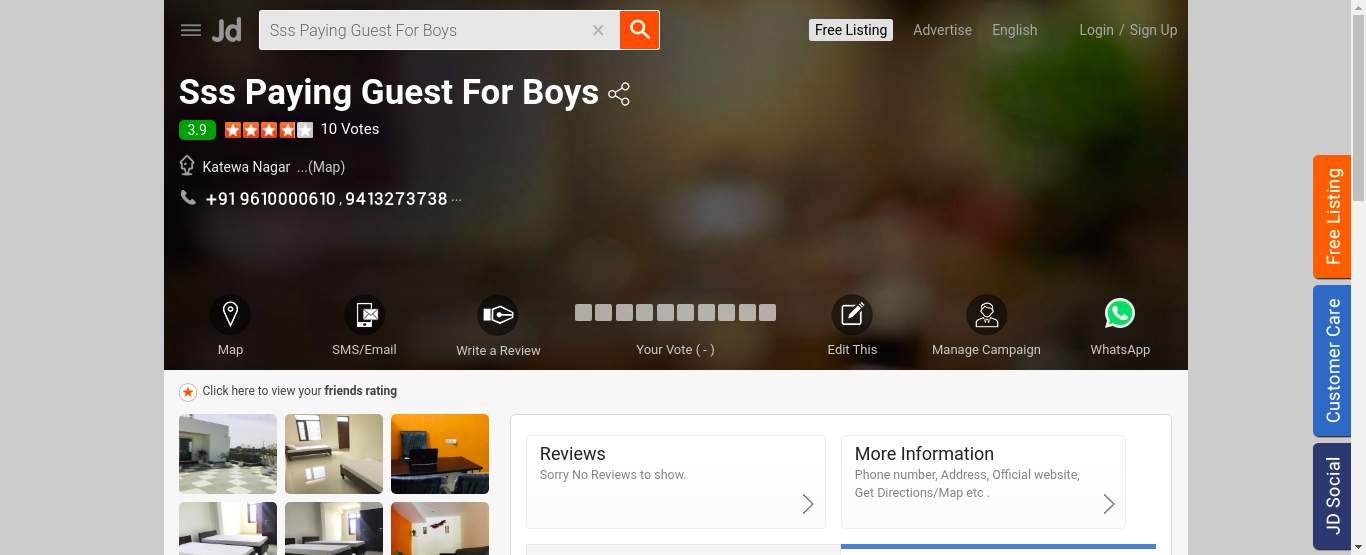 Jd
Sss Paying Guest For Boys ×
Free Listing
Advertise
English
Login / Sign Up
Sss Paying Guest For Boys
3.9
10 Votes
Katewa Nagar ...(Map)
+91 9610000610 , 9413273738 ...
Map
SMS/Email
Write a Review
Your Vote ( - )
Edit This
Manage Campaign
WhatsApp
Click here to view your friends rating
Reviews
Sorry No Reviews to show.
More Information
Phone number, Address, Official website,
Get Directions/Map etc .
Free Listing
Customer Care
JD Social